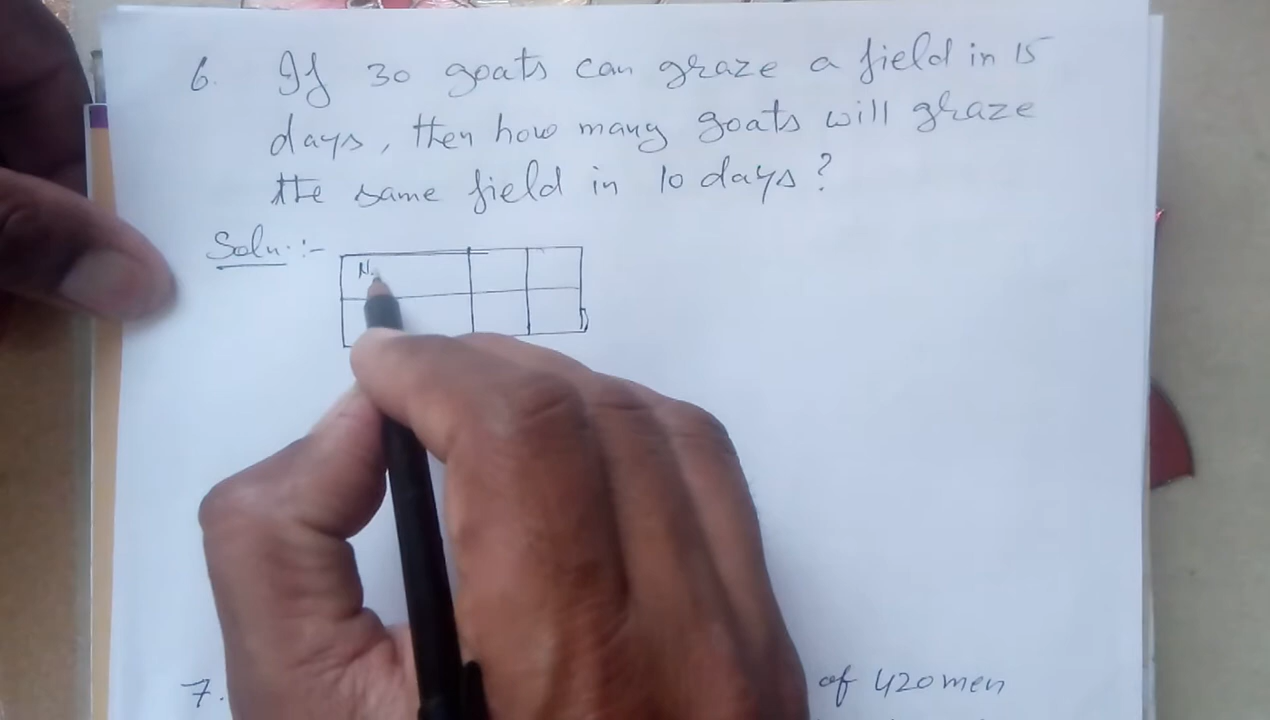 6. If 30 goats can graze a field in 15
days, then how many goats will graze
the same field in 10 days?
Soln.:-
N
7.
of 420 men